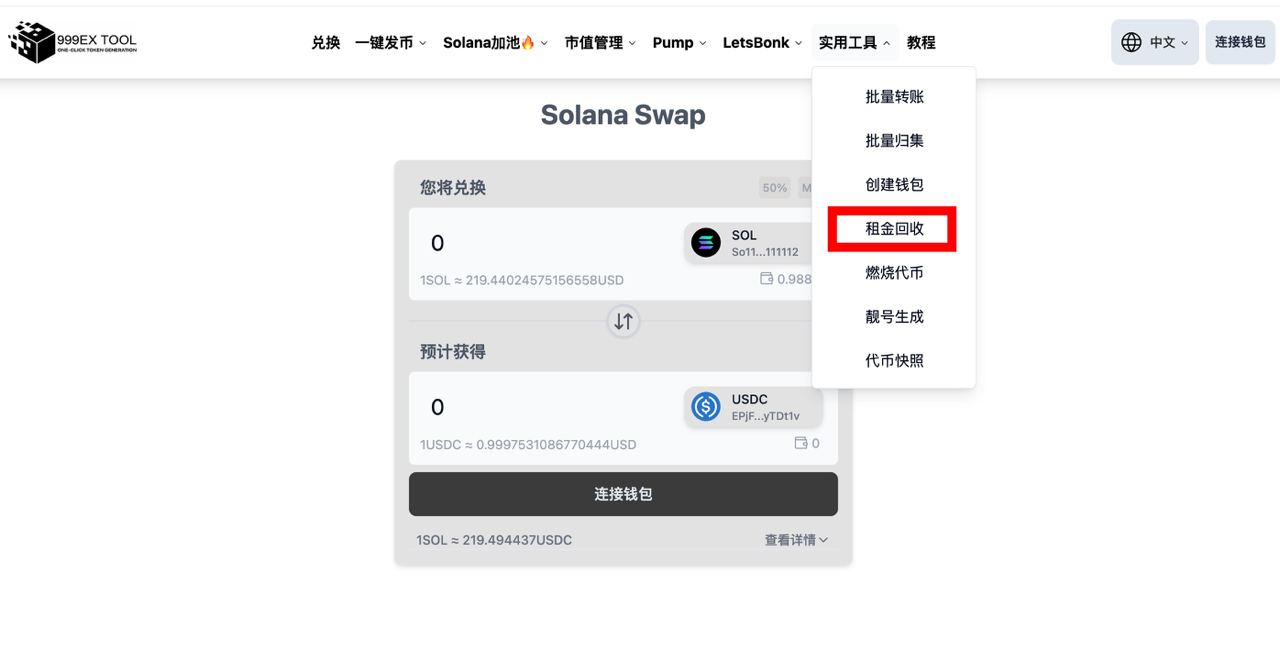 999EX TOOL
ONE-CLICK TOKEN GENERATION
兑换 一键发币 Solana加池🔥 市值管理 Pump LetsBonk 实用工具 教程
中文 连接钱包
批量转账
批量归集
创建钱包
租金回收
燃烧代币
靓号生成
代币快照
Solana Swap
您将兑换 50% M
0 SOL
So11...111112
1SOL ≈ 219.44024575156558USD 0.988
预计获得
0 USDC
EPjF...yTDt1v
1USDC ≈ 0.9997531086770444USD 0
连接钱包
1SOL ≈ 219.494437USDC 查看详情